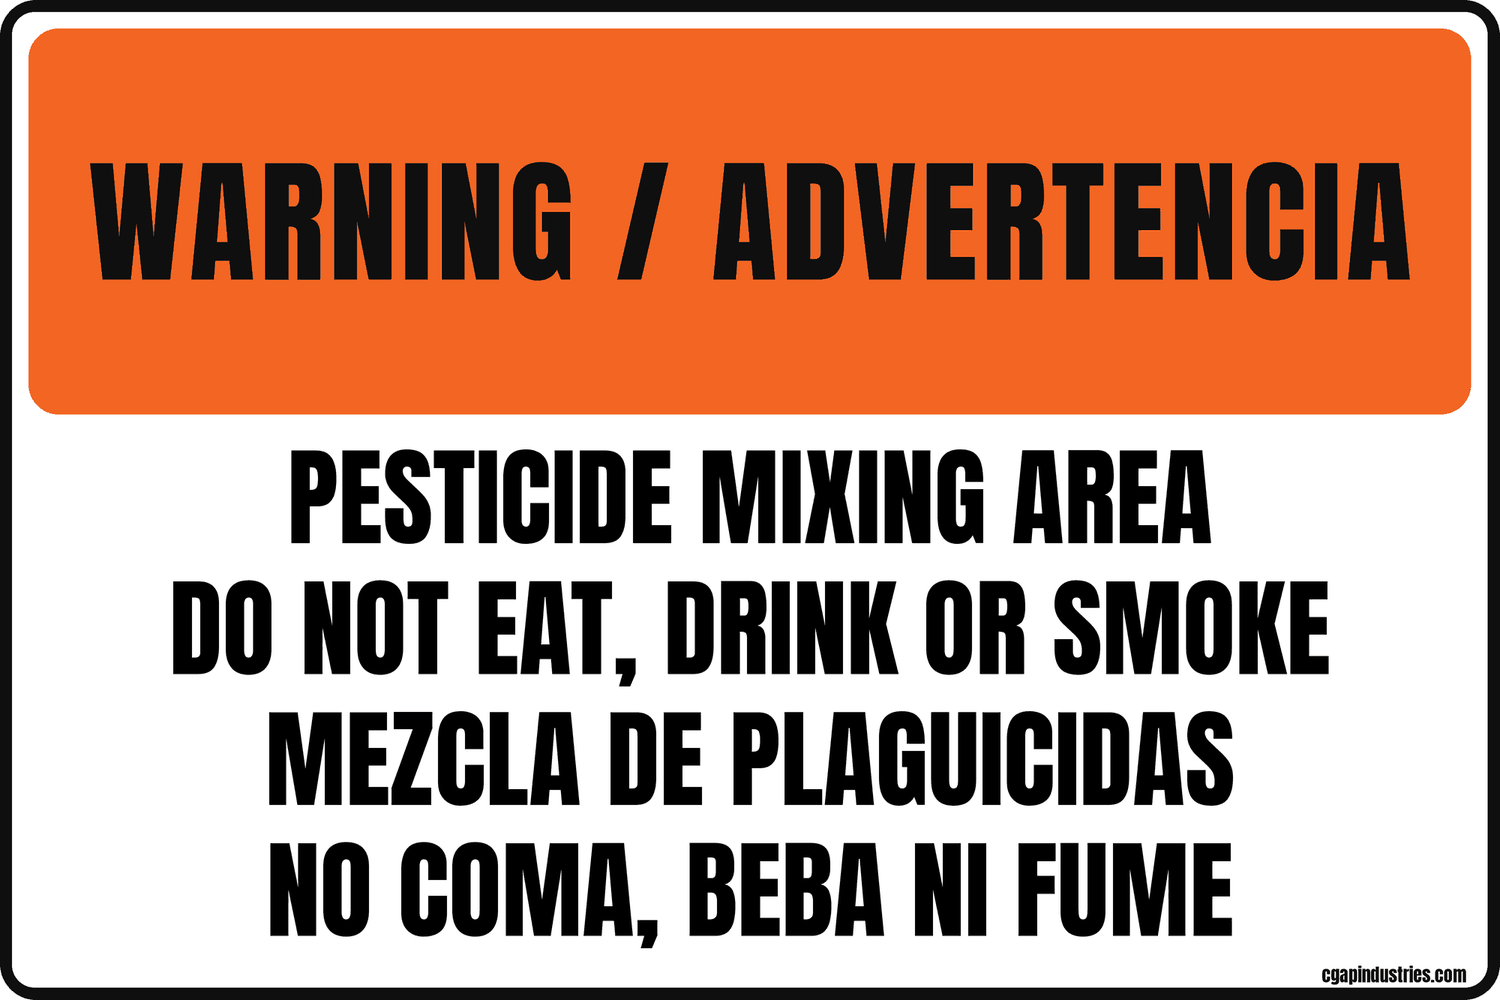 WARNING / ADVERTENCIA
PESTICIDE MIXING AREA
DO NOT EAT, DRINK OR SMOKE
MEZCLA DE PLAGUICIDAS
NO COMA, BEBA NI FUME
cgapindustries.com